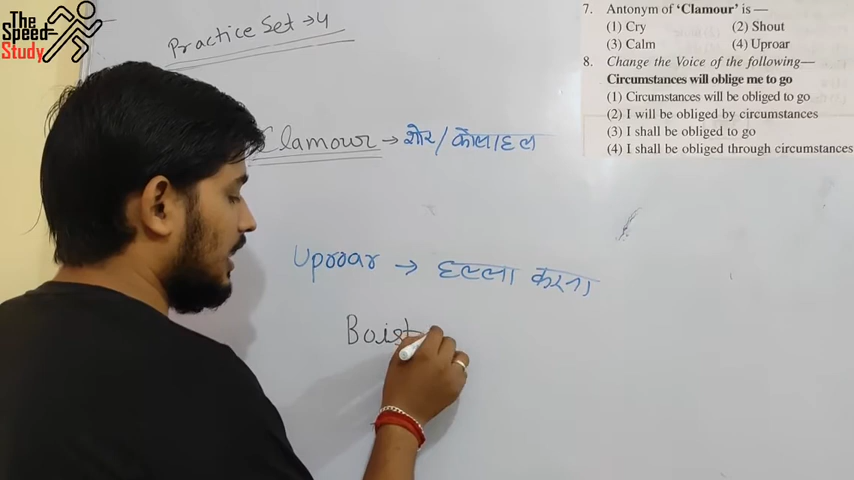 The
Speed
Study
Practice Set → 4
Clamour → शोर/कोलाहल
Uproar → हल्ला करना
Boist
7. Antonym of ‘Clamour’ is —
(1) Cry (2) Shout
(3) Calm (4) Uproar
8. Change the Voice of the following—
Circumstances will oblige me to go
(1) Circumstances will be obliged to go
(2) I will be obliged by circumstances
(3) I shall be obliged to go
(4) I shall be obliged through circumstances